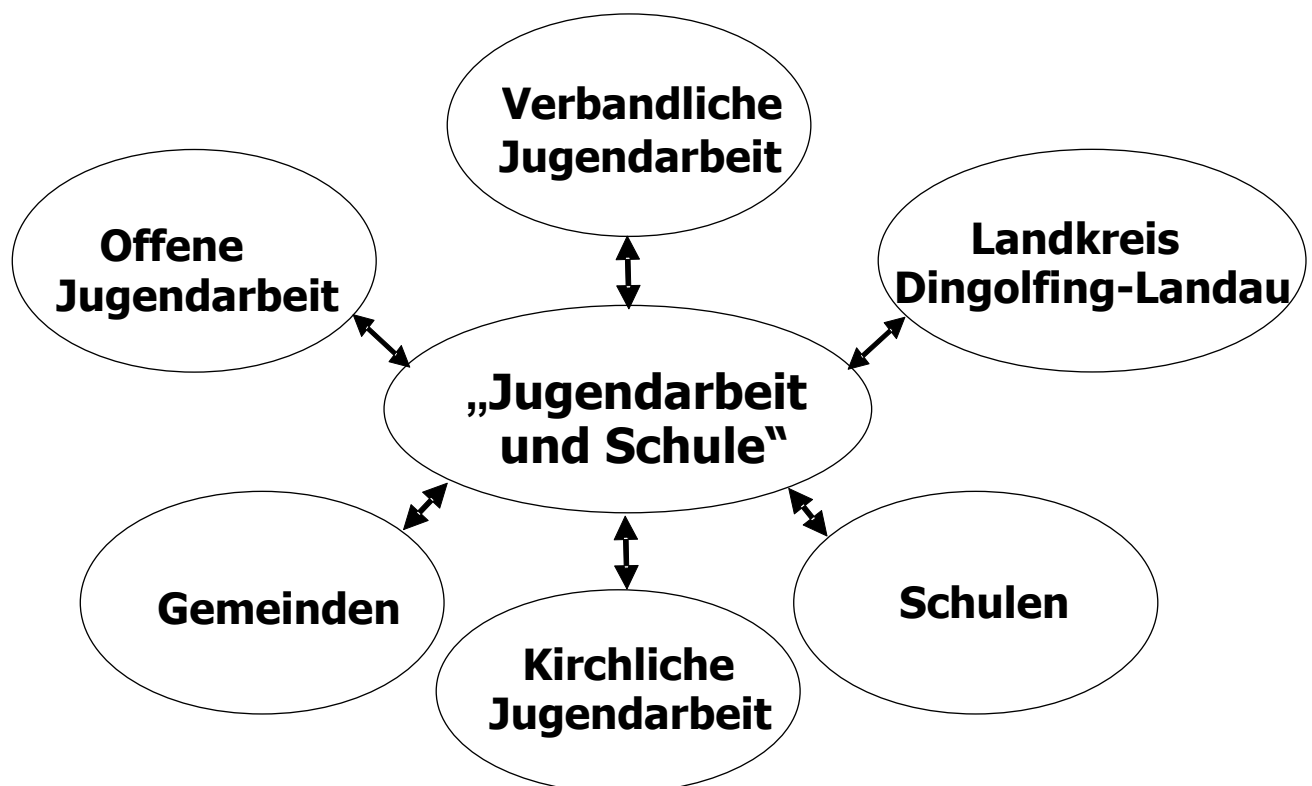 Verbandliche
Jugendarbeit
Offene
Jugendarbeit
Landkreis
Dingolfing-Landau
„Jugendarbeit
und Schule“
Gemeinden
Schulen
Kirchliche
Jugendarbeit